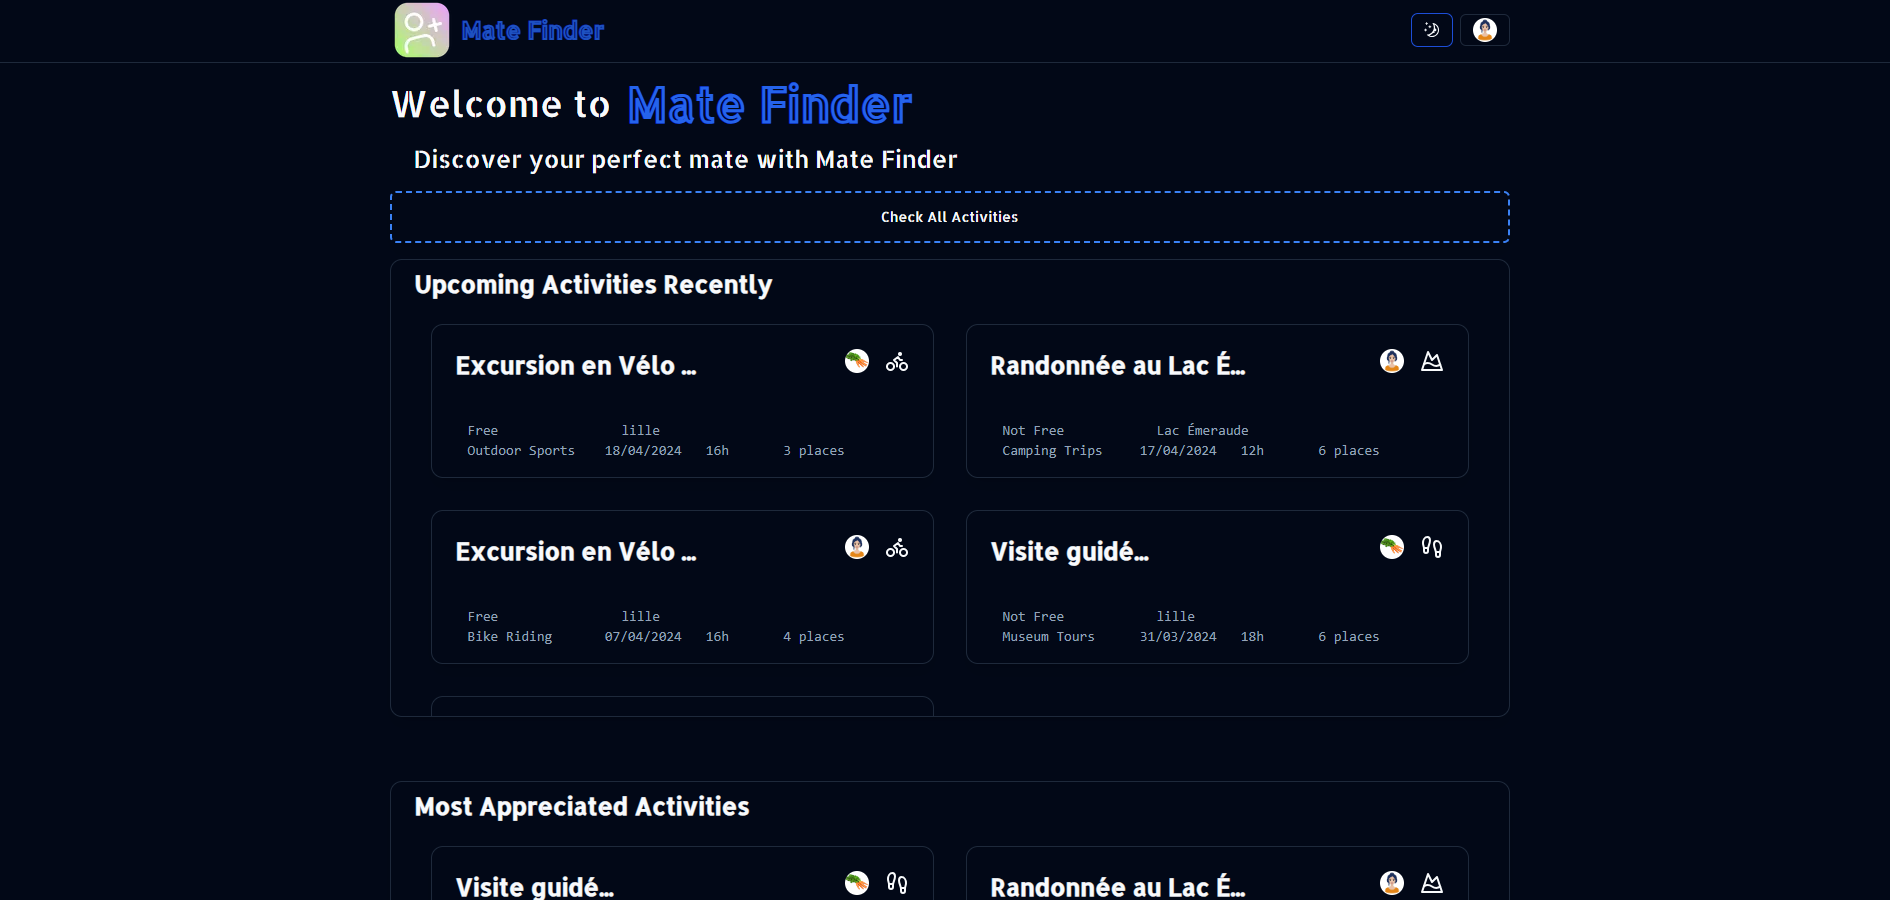 Mate Finder
Welcome to Mate Finder
Discover your perfect mate with Mate Finder
Check All Activities
Upcoming Activities Recently
Excursion en Vélo ...
Free lille
Outdoor Sports 18/04/2024 16h 3 places
Randonnée au Lac É...
Not Free Lac Émeraude
Camping Trips 17/04/2024 12h 6 places
Excursion en Vélo ...
Free lille
Bike Riding 07/04/2024 16h 4 places
Visite guidé...
Not Free lille
Museum Tours 31/03/2024 18h 6 places
Most Appreciated Activities
Visite guidé...
Randonnée au Lac É...